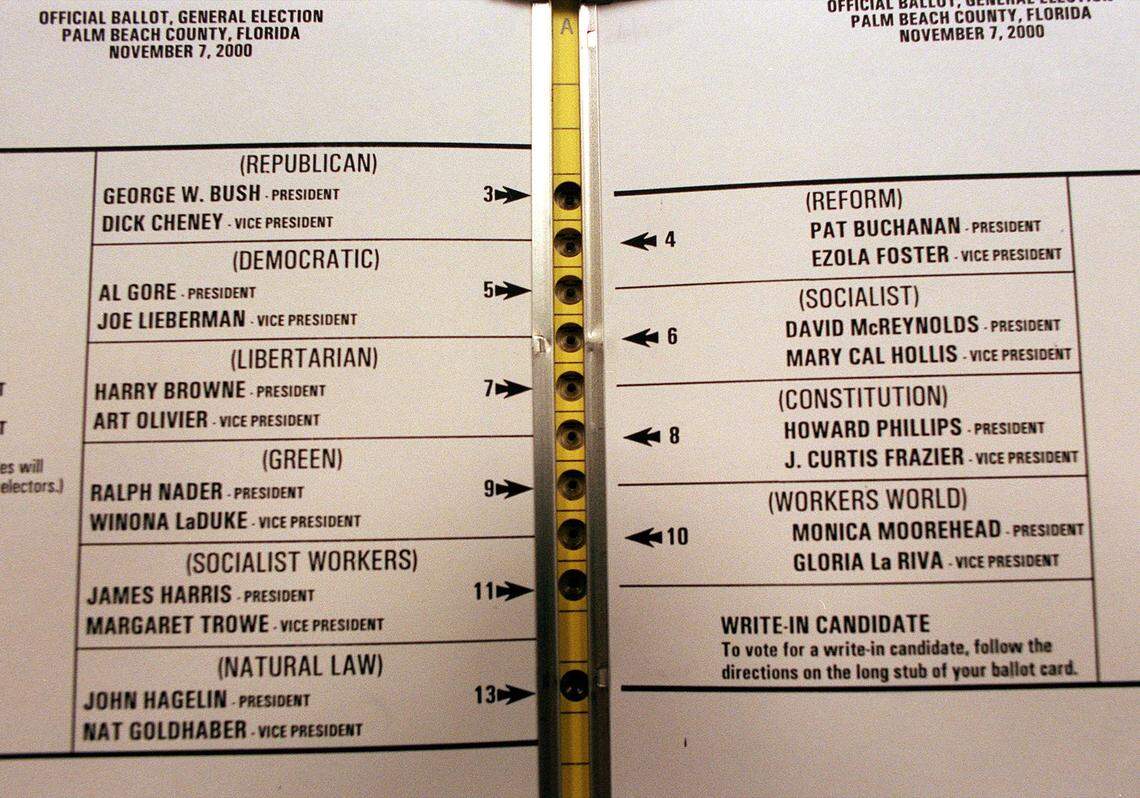 OFFICIAL BALLOT, GENERAL ELECTION
PALM BEACH COUNTY, FLORIDA
NOVEMBER 7, 2000
(REPUBLICAN)
GEORGE W. BUSH - PRESIDENT
3
DICK CHENEY - VICE PRESIDENT
(DEMOCRATIC)
AL GORE - PRESIDENT
5
JOE LIEBERMAN - VICE PRESIDENT
(LIBERTARIAN)
HARRY BROWNE - PRESIDENT
7
ART OLIVIER - VICE PRESIDENT
(GREEN)
RALPH NADER - PRESIDENT
9
WINONA LaDUKE - VICE PRESIDENT
(SOCIALIST WORKERS)
JAMES HARRIS - PRESIDENT
11
MARGARET TROWE - VICE PRESIDENT
(NATURAL LAW)
JOHN HAGELIN - PRESIDENT
13
NAT GOLDHABER - VICE PRESIDENT
T
T
es will
electors.)
A
OFFICIAL BALLOT, GENERAL ELECTION
PALM BEACH COUNTY, FLORIDA
NOVEMBER 7, 2000
(REFORM)
PAT BUCHANAN - PRESIDENT
4
EZOLA FOSTER - VICE PRESIDENT
(SOCIALIST)
DAVID McREYNOLDS - PRESIDENT
6
MARY CAL HOLLIS - VICE PRESIDENT
(CONSTITUTION)
HOWARD PHILLIPS - PRESIDENT
8
J. CURTIS FRAZIER - VICE PRESIDENT
(WORKERS WORLD)
MONICA MOOREHEAD - PRESIDENT
10
GLORIA La RIVA - VICE PRESIDENT
WRITE-IN CANDIDATE
To vote for a write-in candidate, follow the
directions on the long stub of your ballot card.